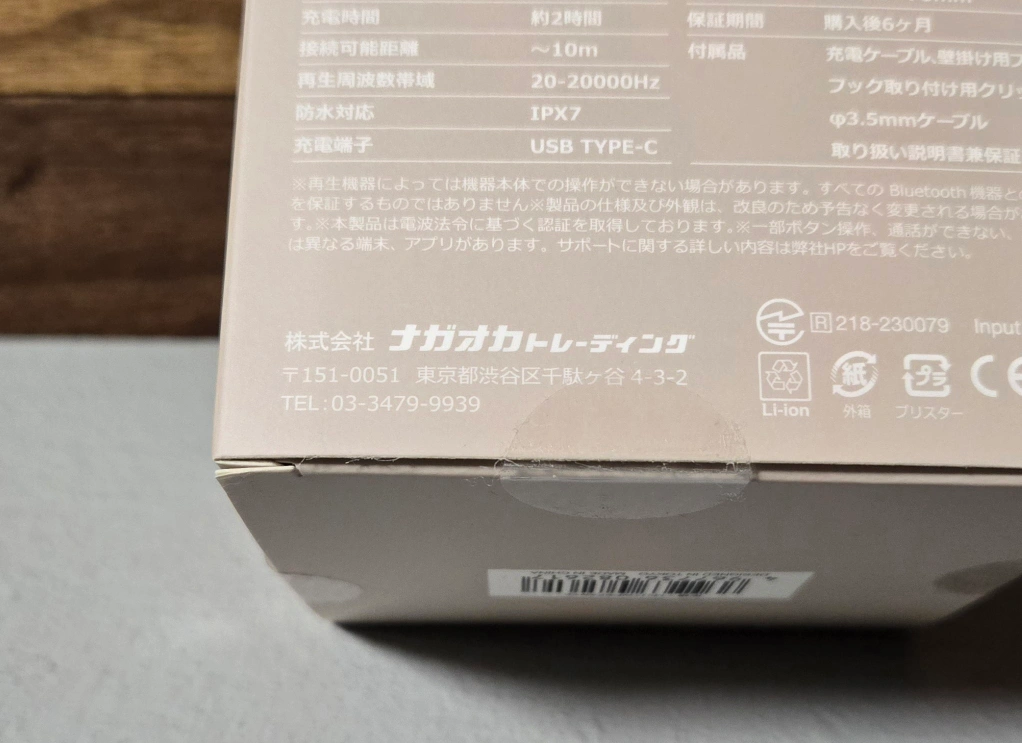 充電時間 約2時間
接続可能距離 ～10m
再生周波数帯域 20-20000Hz
防水対応 IPX7
充電端子 USB TYPE-C
保証期間 購入後6ヶ月
付属品 充電ケーブル、壁掛け用フ
フック取り付け用クリッ
φ3.5mmケーブル
取り扱い説明書兼保証
※再生機器によっては機器本体での操作ができない場合があります。すべての Bluetooth 機器との
を保証するものではありません※製品の仕様及び外観は、改良のため予告なく変更される場合が
す。※本製品は電波法令に基づく認証を取得しております。※一部ボタン操作、通話ができない、
は異なる端末、アプリがあります。サポートに関する詳しい内容は弊社HPをご覧ください。
株式会社 ナガオカトレーディング
〒151-0051 東京都渋谷区千駄ヶ谷 4-3-2
TEL:03-3479-9939
R 218-230079 Input
Li-ion
紙 外箱
プラ ブリスター
CE